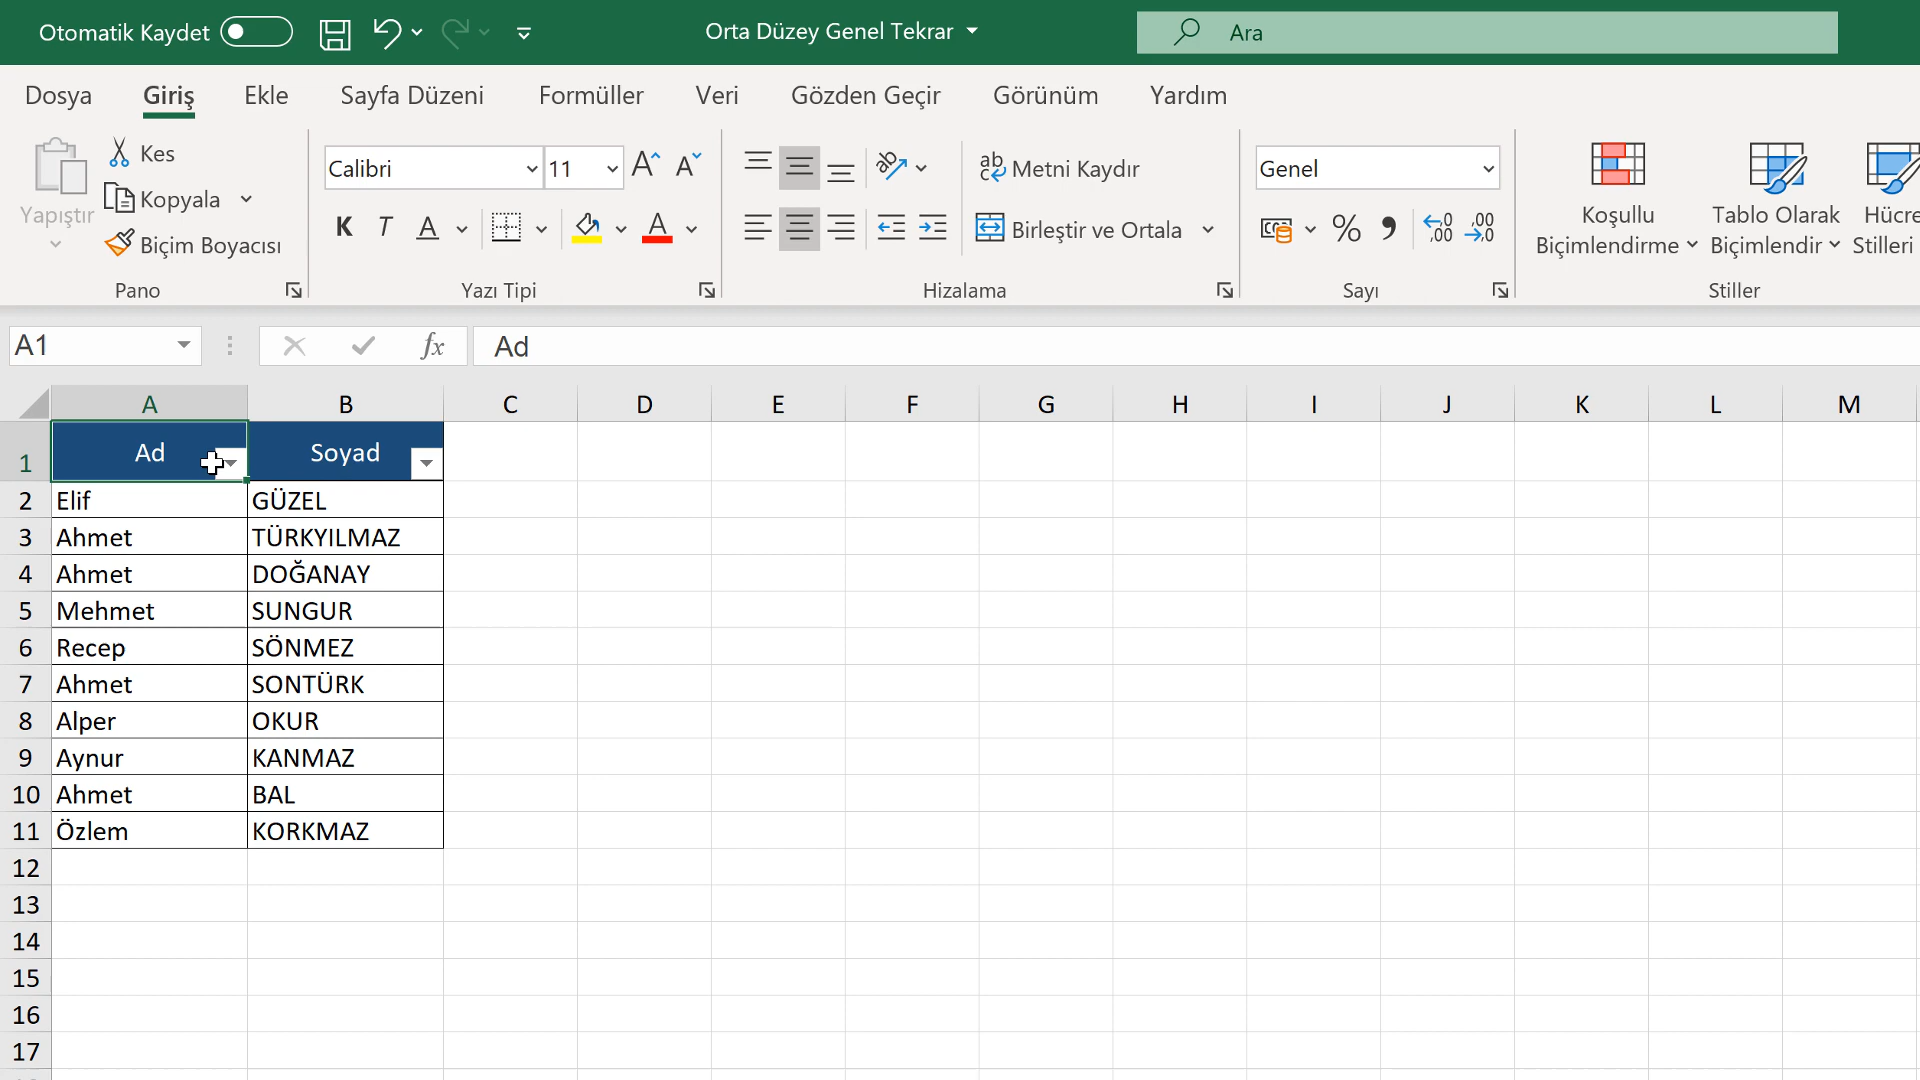 Otomatik Kaydet
Orta Düzey Genel Tekrar
Ara
Dosya Giriş Ekle Sayfa Düzeni Formüller Veri Gözden Geçir Görünüm Yardım
Yapıştır
Kes
Kopyala
Biçim Boyacısı
Pano
Calibri 11
K T A
Yazı Tipi
Metni Kaydır
Birleştir ve Ortala
Hizalama
Genel
Sayı
Koşullu
Biçimlendirme
Tablo Olarak
Biçimlendir
Hücre
Stilleri
Stiller
A1 fx Ad
A B C D E F G H I J K L M
1 Ad Soyad
2 Elif GÜZEL
3 Ahmet TÜRKYILMAZ
4 Ahmet DOĞANAY
5 Mehmet SUNGUR
6 Recep SÖNMEZ
7 Ahmet SONTÜRK
8 Alper OKUR
9 Aynur KANMAZ
10 Ahmet BAL
11 Özlem KORKMAZ
12
13
14
15
16
17